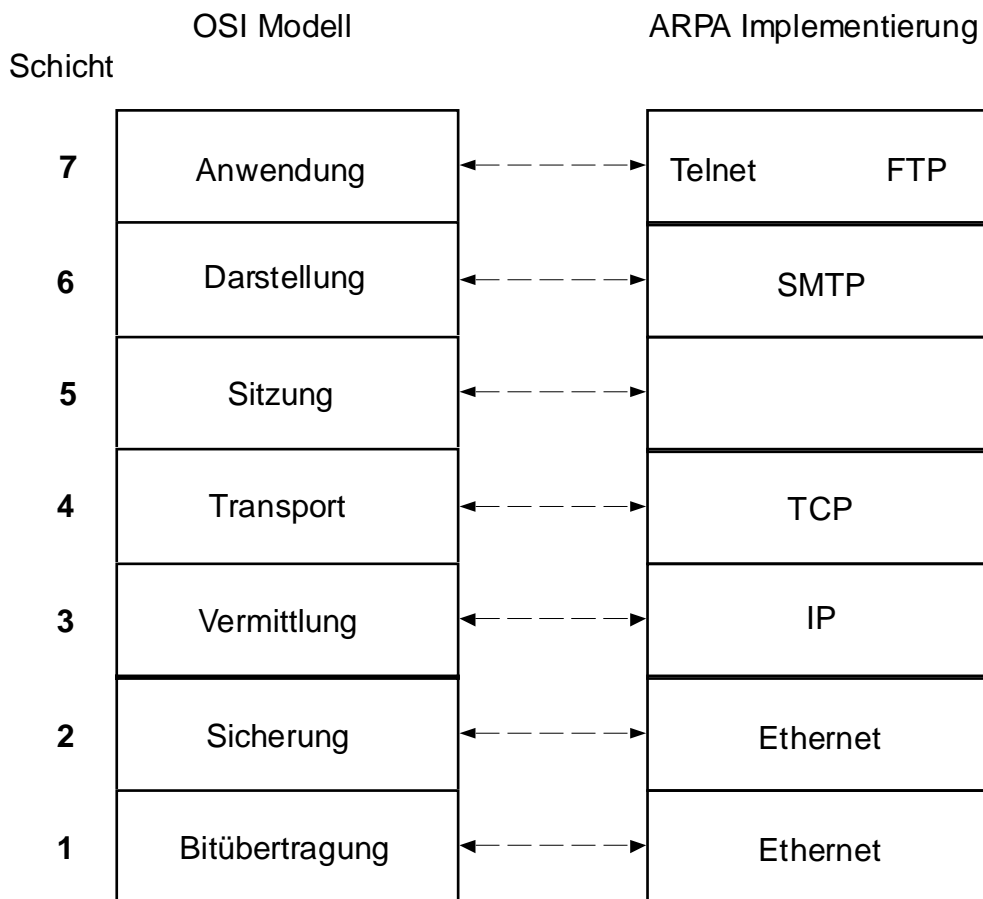 OSI Modell ARPA Implementierung
Schicht
7 Anwendung Telnet FTP
6 Darstellung SMTP
5 Sitzung
4 Transport TCP
3 Vermittlung IP
2 Sicherung Ethernet
1 Bitübertragung Ethernet